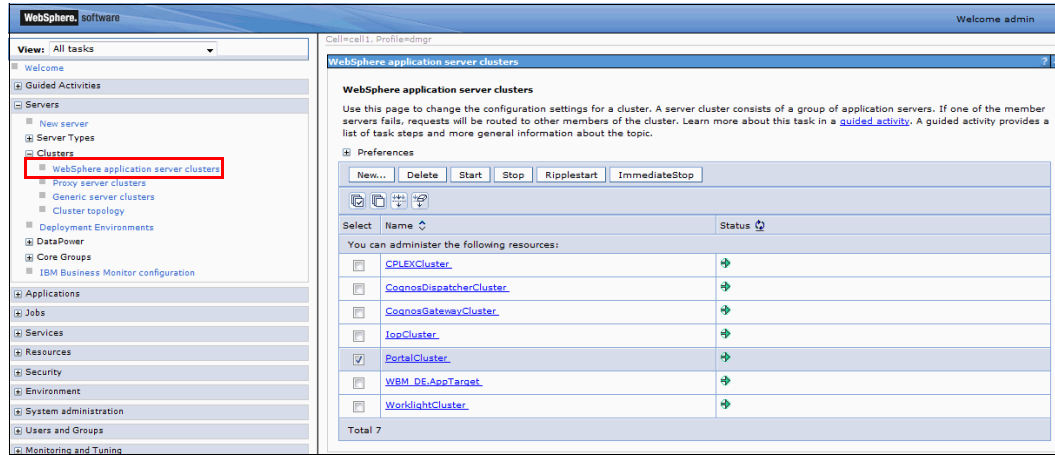 WebSphere. software
Welcome admin
View: All tasks
Welcome
Guided Activities
Servers
New server
Server Types
Clusters
WebSphere application server clusters
Proxy server clusters
Generic server clusters
Cluster topology
Deployment Environments
DataPower
Core Groups
IBM Business Monitor configuration
Applications
Jobs
Services
Resources
Security
Environment
System administration
Users and Groups
Monitoring and Tuning
Cell=cell1, Profile=dmgr
WebSphere application server clusters ?
WebSphere application server clusters
Use this page to change the configuration settings for a cluster. A server cluster consists of a group of application servers. If one of the member
servers fails, requests will be routed to other members of the cluster. Learn more about this task in a guided activity. A guided activity provides a
list of task steps and more general information about the topic.
Preferences
New... Delete Start Stop Ripplestart ImmediateStop
Select Name Status
You can administer the following resources:
CPLEXCluster
CognosDispatcherCluster
CognosGatewayCluster
IopCluster
PortalCluster
WBM_DE.AppTarget
WorklightCluster
Total 7